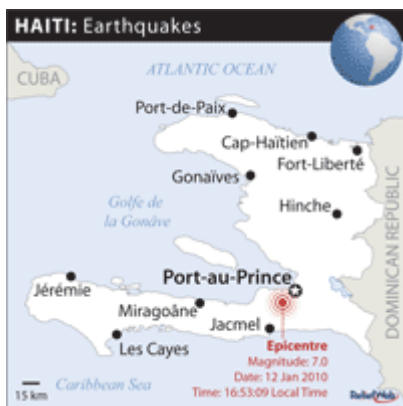 HAITI: Earthquakes
CUBA
ATLANTIC OCEAN
Port-de-Paix
Cap-Haïtien
Fort-Liberté
Gonaïves
Golfe de
la Gonâve
Hinche
DOMINICAN REPUBLIC
Port-au-Prince
Jérémie
Miragoâne
Jacmel
Les Cayes
Epicentre
Magnitude: 7.0
Date: 12 Jan 2010
Time: 16:53:09 Local Time
15 km
Caribbean Sea
ReliefWeb